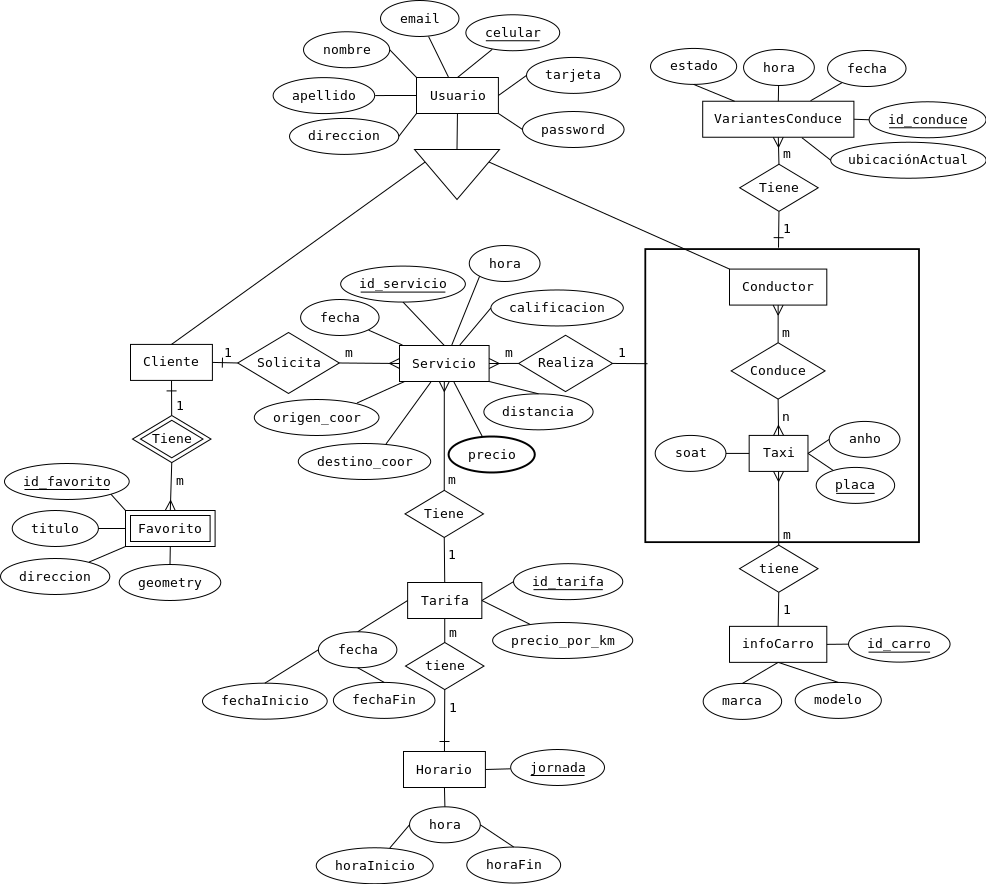 email
celular
nombre
tarjeta
apellido
Usuario
direccion
password
estado
hora
fecha
VariantesConduce
id_conduce
ubicaciónActual
m
Tiene
1
hora
id_servicio
calificacion
fecha
Conductor
m
Cliente
1
Solicita
m
Servicio
m
Realiza
1
Conduce
n
origen_coor
distancia
destino_coor
precio
1
Tiene
m
soat
Taxi
anho
placa
id_favorito
titulo
Favorito
direccion
geometry
m
Tiene
1
m
tiene
1
Tarifa
id_tarifa
precio_por_km
infoCarro
id_carro
marca
modelo
fecha
fechaInicio
fechaFin
m
tiene
1
Horario
jornada
hora
horaInicio
horaFin